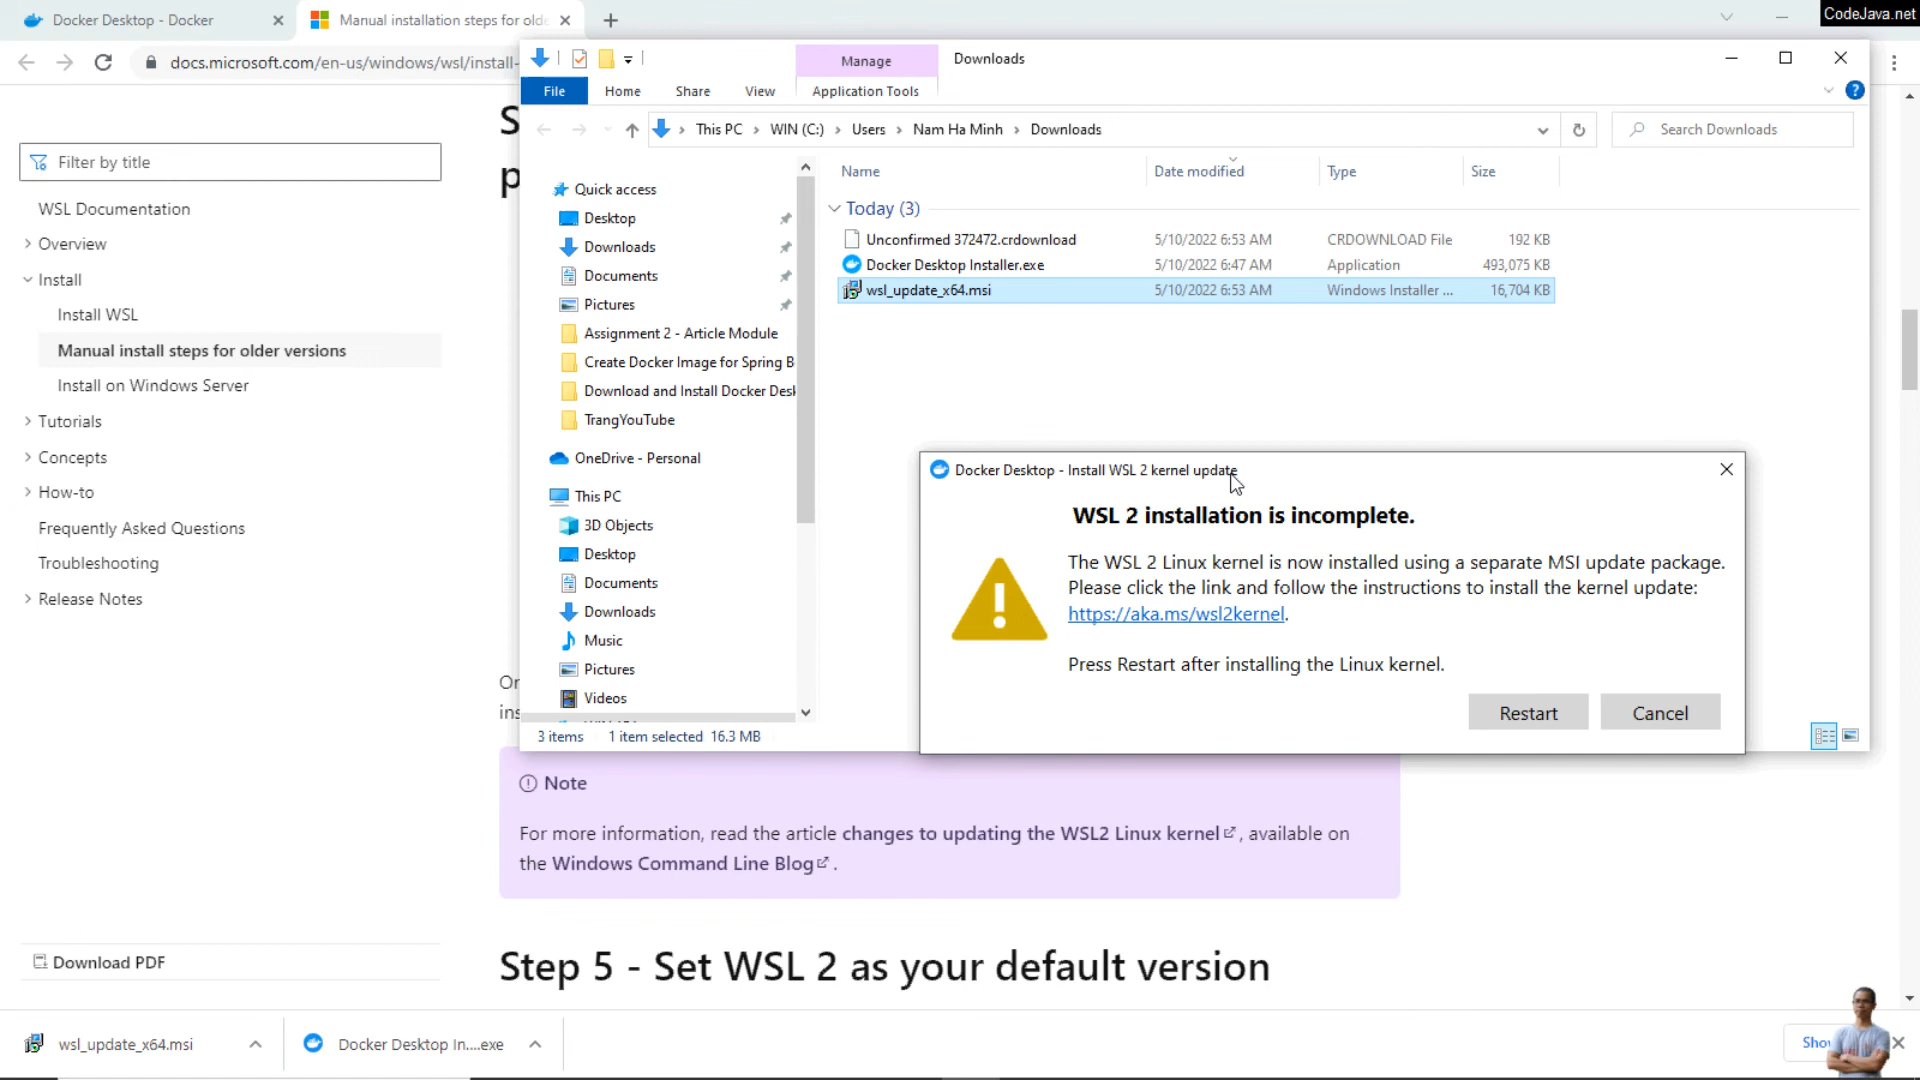 Docker Desktop - Docker
Manual installation steps for olde
CodeJava.net
docs.microsoft.com/en-us/windows/wsl/install-
Filter by title
WSL Documentation
Overview
Install
Install WSL
Manual install steps for older versions
Install on Windows Server
Tutorials
Concepts
How-to
Frequently Asked Questions
Troubleshooting
Release Notes
Download PDF
Manage
Downloads
File
Home
Share
View
Application Tools
This PC
WIN (C:)
Users
Nam Ha Minh
Downloads
Search Downloads
Quick access
Desktop
Downloads
Documents
Pictures
Assignment 2 - Article Module
Create Docker Image for Spring B
Download and Install Docker Desk
TrangYouTube
OneDrive - Personal
This PC
3D Objects
Desktop
Documents
Downloads
Music
Pictures
Videos
Name Date modified Type Size
Today (3)
Unconfirmed 372472.crdownload 5/10/2022 6:53 AM CRDOWNLOAD File 192 KB
Docker Desktop Installer.exe 5/10/2022 6:47 AM Application 493,075 KB
wsl_update_x64.msi 5/10/2022 6:53 AM Windows Installer ... 16,704 KB
3 items 1 item selected 16.3 MB
Docker Desktop - Install WSL 2 kernel update
WSL 2 installation is incomplete.
The WSL 2 Linux kernel is now installed using a separate MSI update package.
Please click the link and follow the instructions to install the kernel update:
https://aka.ms/wsl2kernel.
Press Restart after installing the Linux kernel.
Restart
Cancel
Note
For more information, read the article changes to updating the WSL2 Linux kernel, available on
the Windows Command Line Blog.
Step 5 - Set WSL 2 as your default version
wsl_update_x64.msi
Docker Desktop In....exe